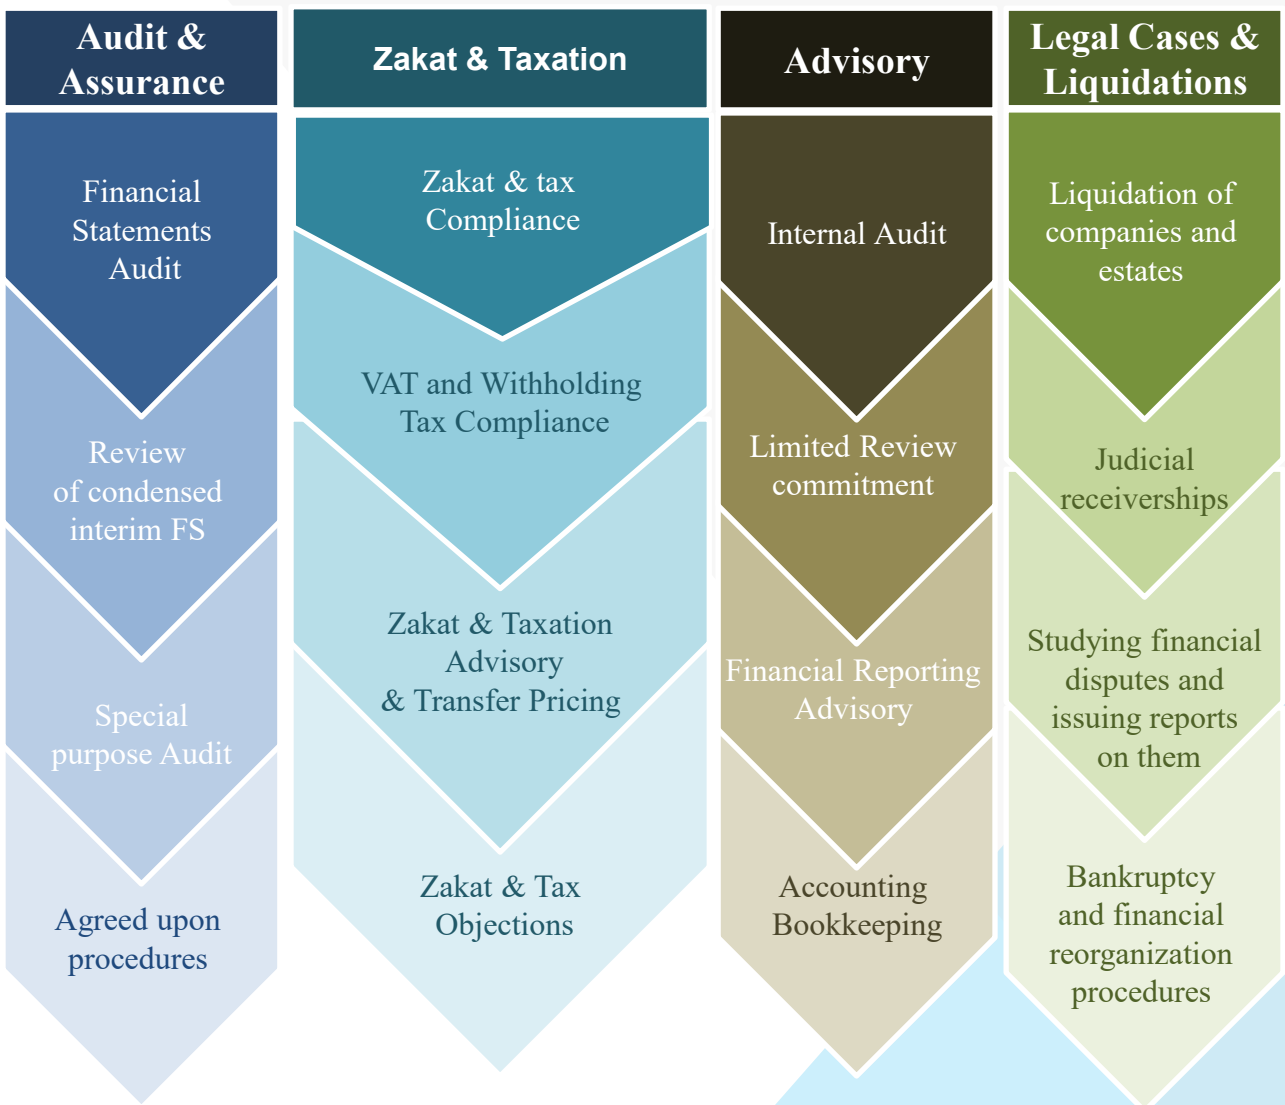 Audit &
Assurance
Financial
Statements
Audit
Review
of condensed
interim FS
Special
purpose Audit
Agreed upon
procedures
Zakat & Taxation
Zakat & tax
Compliance
VAT and Withholding
Tax Compliance
Zakat & Taxation
Advisory
& Transfer Pricing
Zakat & Tax
Objections
Advisory
Internal Audit
Limited Review
commitment
Financial Reporting
Advisory
Accounting
Bookkeeping
Legal Cases &
Liquidations
Liquidation of
companies and
estates
Judicial
receiverships
Studying financial
disputes and
issuing reports
on them
Bankruptcy
and financial
reorganization
procedures